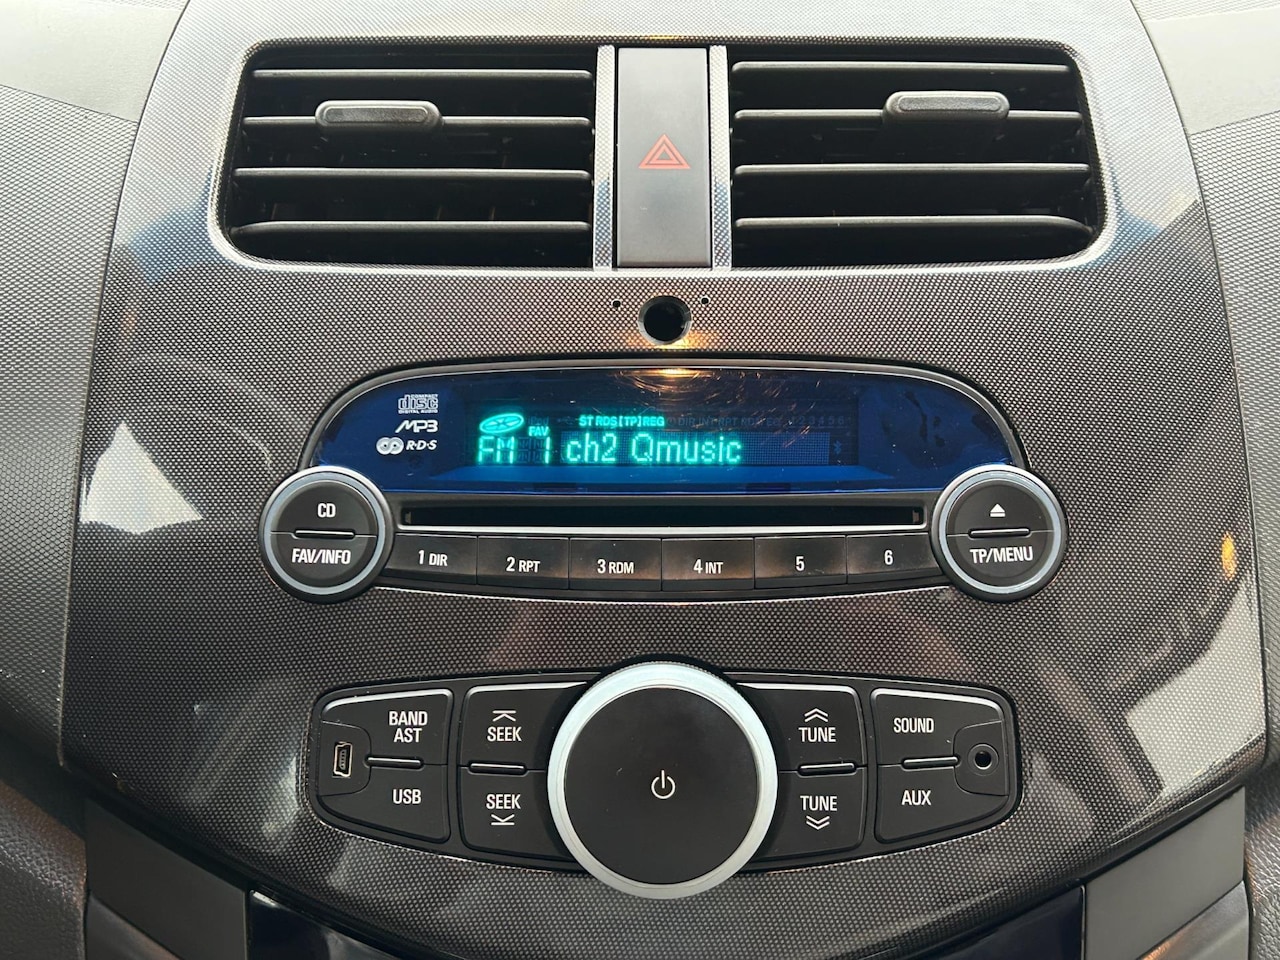 COMPACT
disc
DIGITAL AUDIO
MP3
R·D·S
ST RDS[TP]REG
FAV
FM 1 ch2 Qmusic
CD
FAV/INFO
1 DIR
2 RPT
3 RDM
4 INT
5
6
TP/MENU
BAND
AST
USB
SEEK
SEEK
TUNE
TUNE
SOUND
AUX